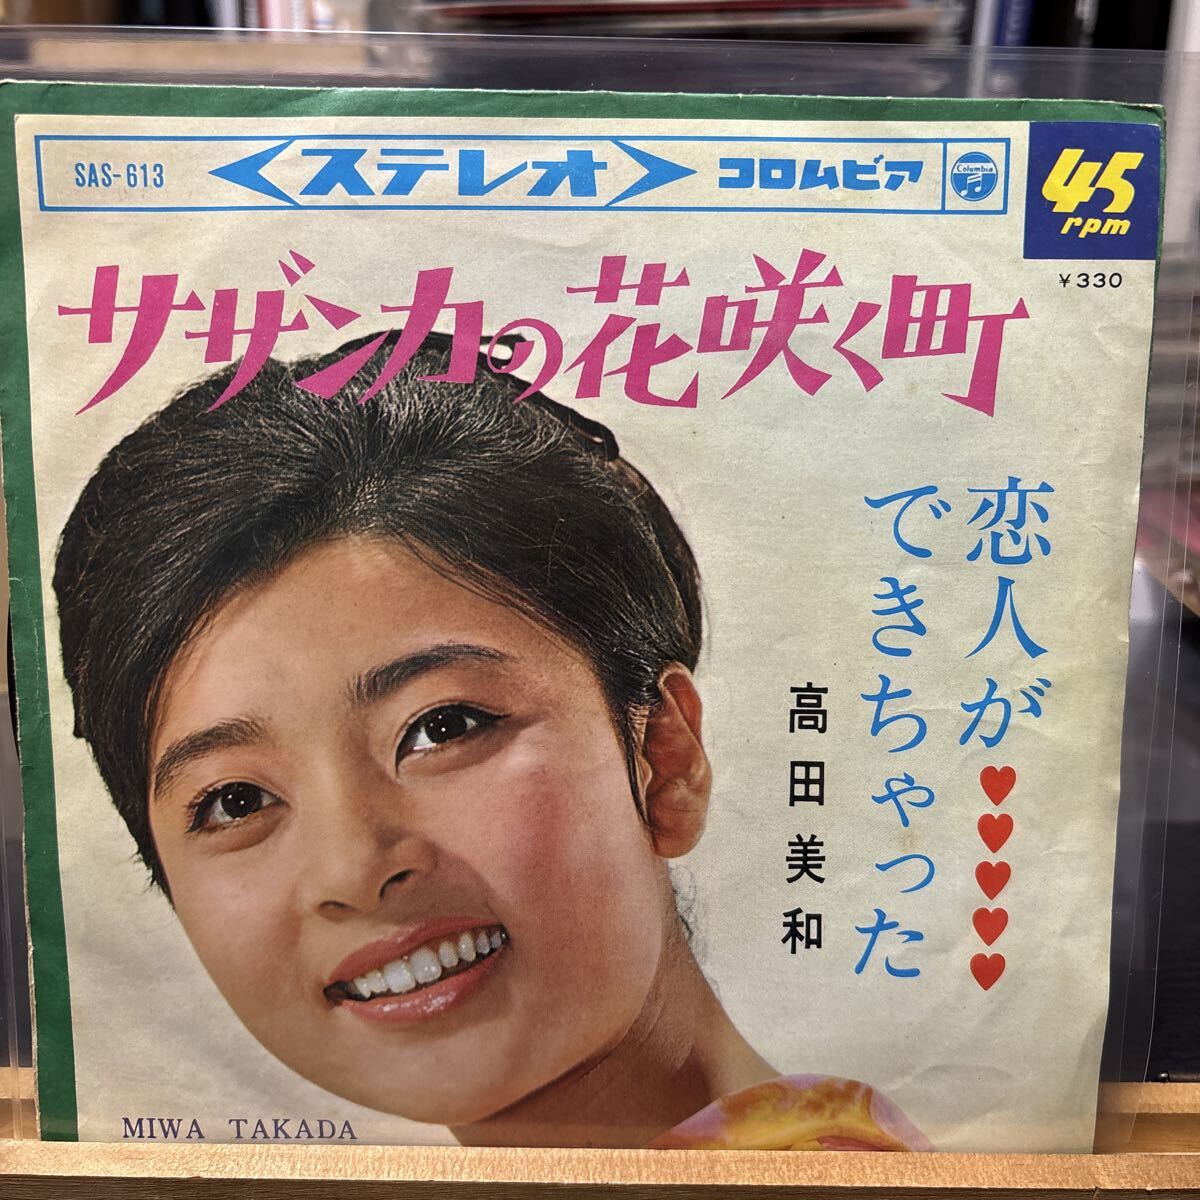 SAS-613 <ステレオ> コロムビア Columbia
45
rpm
¥330
サザンカの花咲く町
恋人が♥♥♥♥♥
できちゃった
高田美和
MIWA TAKADA